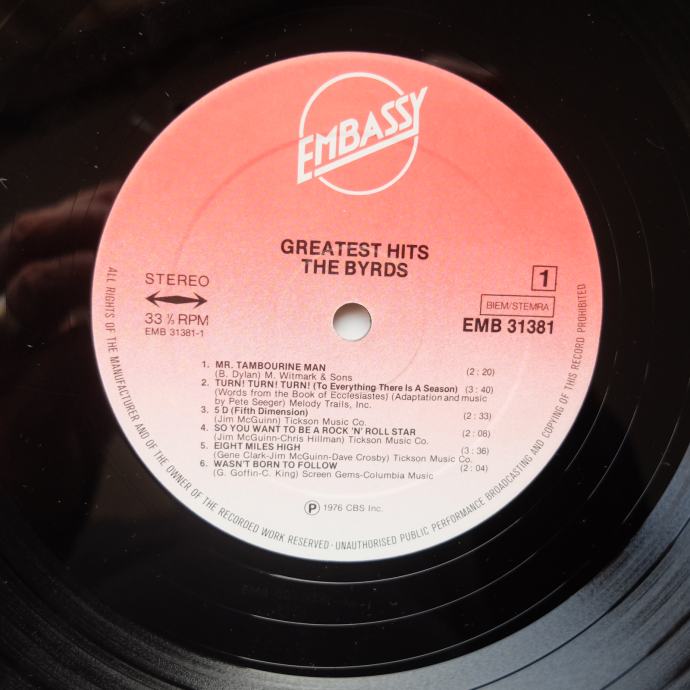 EMBASSY
GREATEST HITS
THE BYRDS
STEREO
33 ⅓ RPM
EMB 31381-1
1
BIEM/STEMRA
EMB 31381
1. MR. TAMBOURINE MAN
(B. Dylan) M. Witmark & Sons (2:20)
2. TURN! TURN! TURN! (To Everything There Is A Season) (3:40)
(Words from the Book of Ecclesiastes) (Adaptation and music
by Pete Seeger) Melody Trails, Inc.
3. 5 D (Fifth Dimension) (2:33)
(Jim McGuinn) Tickson Music Co.
4. SO YOU WANT TO BE A ROCK 'N' ROLL STAR (2:08)
(Jim McGuinn-Chris Hillman) Tickson Music Co.
5. EIGHT MILES HIGH (3:36)
(Gene Clark-Jim McGuinn-Dave Crosby) Tickson Music Co.
6. WASN'T BORN TO FOLLOW (2:04)
(G. Goffin-C. King) Screen Gems-Columbia Music
Ⓟ 1976 CBS Inc.
ALL RIGHTS OF THE MANUFACTURER AND OF THE OWNER OF THE RECORDED WORK RESERVED · UNAUTHORISED PUBLIC PERFORMANCE BROADCASTING AND COPYING OF THIS RECORD PROHIBITED